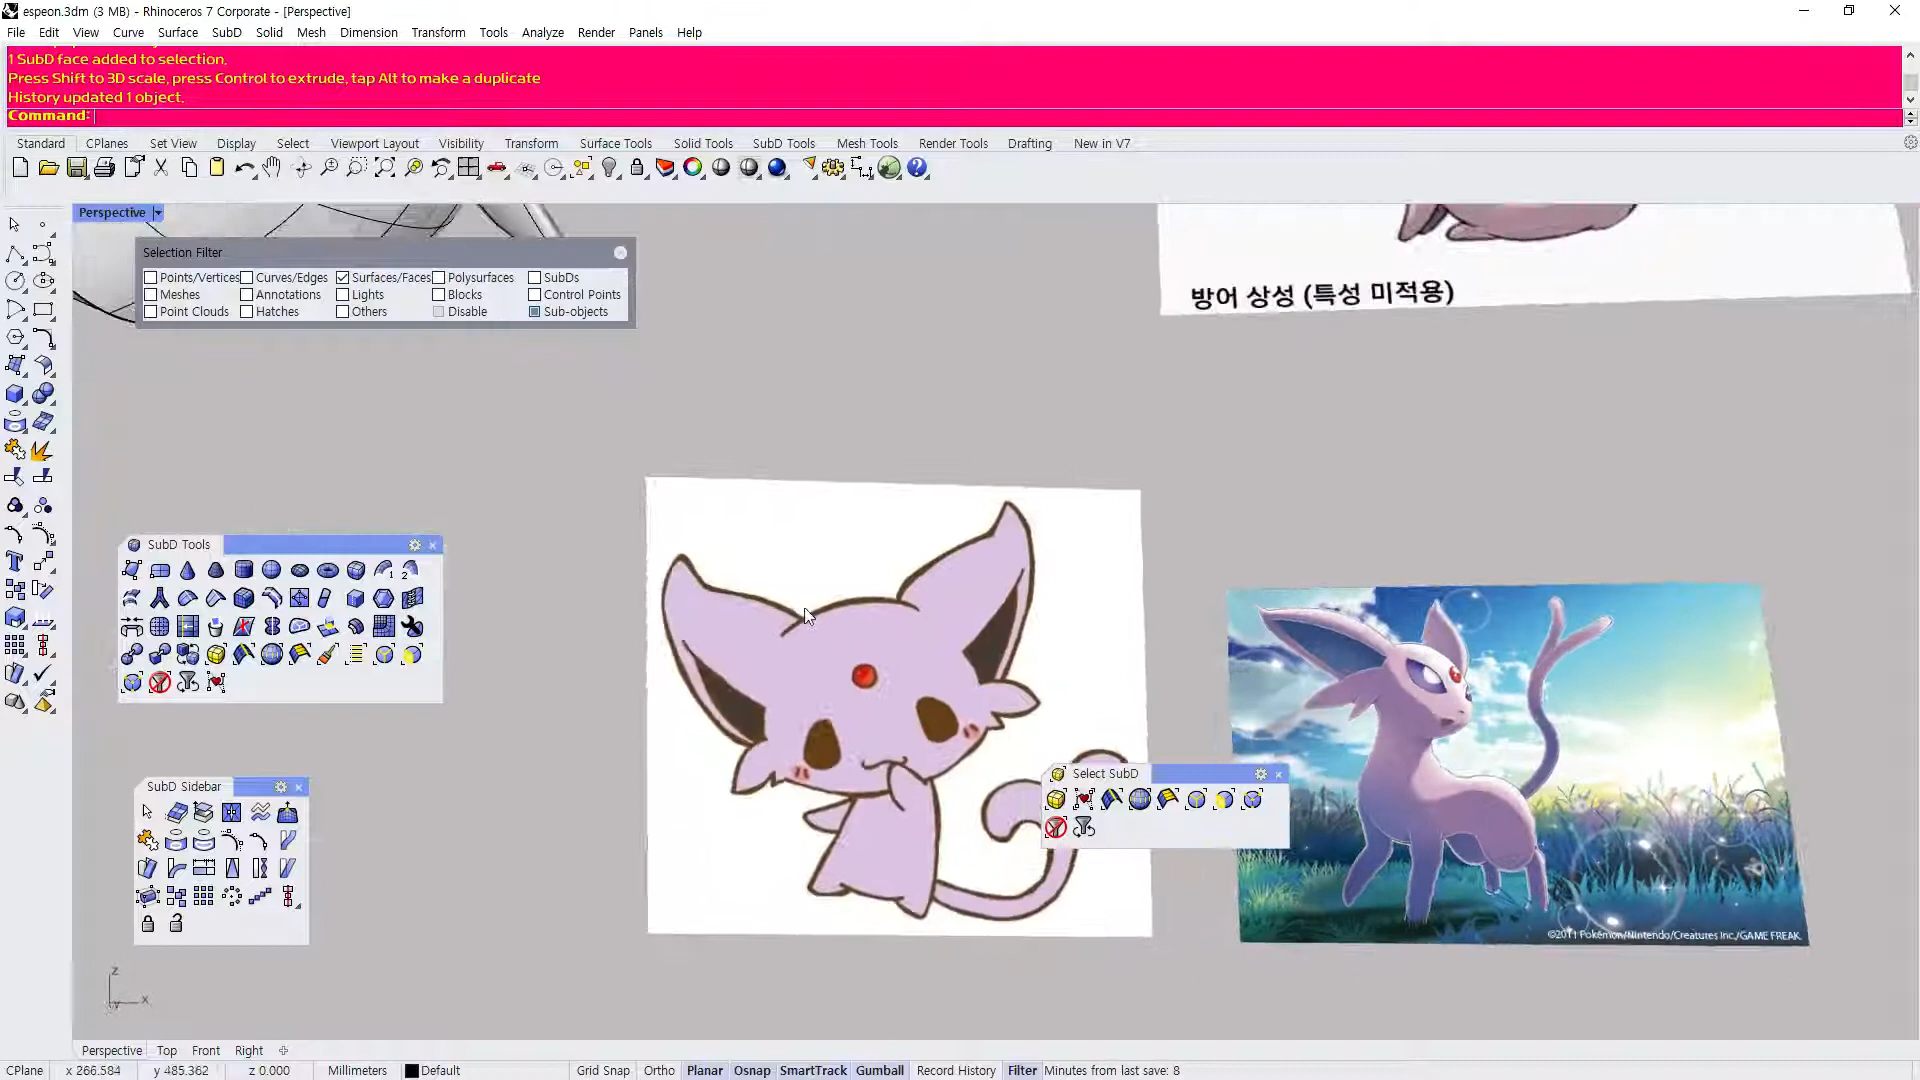 espeon.3dm (3 MB) - Rhinoceros 7 Corporate - [Perspective]
File Edit View Curve Surface SubD Solid Mesh Dimension Transform Tools Analyze Render Panels Help
1 SubD face added to selection.
Press Shift to 3D scale, press Control to extrude, tap Alt to make a duplicate
History updated 1 object.
Command:
Standard CPlanes Set View Display Select Viewport Layout Visibility Transform Surface Tools Solid Tools SubD Tools Mesh Tools Render Tools Drafting New in V7
Perspective
Selection Filter
Points/Vertices Curves/Edges Surfaces/Faces Polysurfaces SubDs
Meshes Annotations Lights Blocks Control Points
Point Clouds Hatches Others Disable Sub-objects
방어 상성 (특성 미적용)
SubD Tools
1 2
Select SubD
SubD Sidebar
©2011 Pokémon/Nintendo/Creatures Inc./GAME FREAK.
z
x
Perspective Top Front Right
CPlane x 266.584 y 485.362 z 0.000 Millimeters Default Grid Snap Ortho Planar Osnap SmartTrack Gumball Record History Filter Minutes from last save: 8